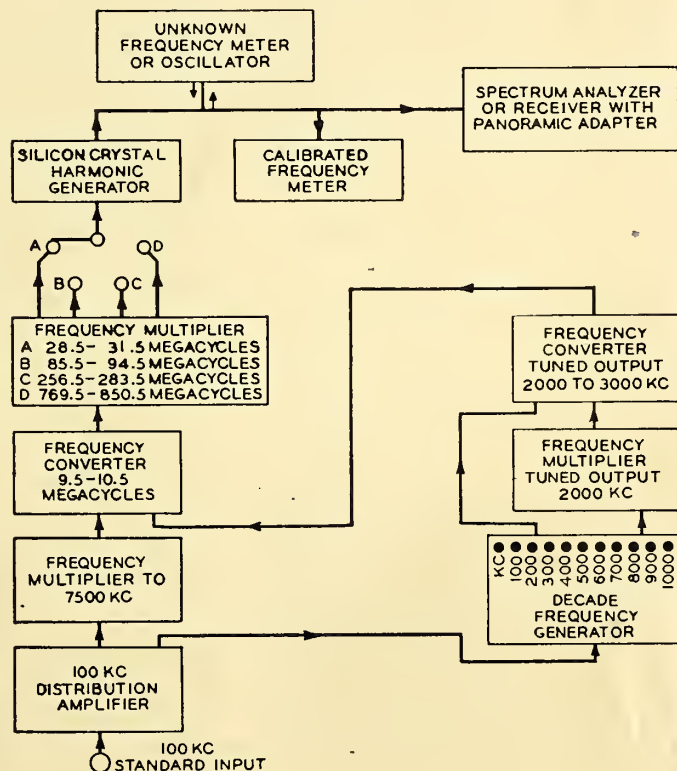 UNKNOWN
FREQUENCY METER
OR OSCILLATOR
SPECTRUM ANALYZER
OR RECEIVER WITH
PANORAMIC ADAPTER
SILICON CRYSTAL
HARMONIC
GENERATOR
CALIBRATED
FREQUENCY
METER
A
D
B
C
FREQUENCY MULTIPLIER
A 28.5-31.5 MEGACYCLES
B 85.5-94.5 MEGACYCLES
C 256.5-283.5 MEGACYCLES
D 769.5-850.5 MEGACYCLES
FREQUENCY
CONVERTER
TUNED OUTPUT
2000 TO 3000 KC
FREQUENCY
CONVERTER
9.5-10.5
MEGACYCLES
FREQUENCY
MULTIPLIER
TUNED OUTPUT
2000 KC
FREQUENCY
MULTIPLIER TO
7500 KC
KC
100
200
300
400
500
600
700
800
900
1000
DECADE
FREQUENCY
GENERATOR
100 KC
DISTRIBUTION
AMPLIFIER
100 KC
STANDARD INPUT